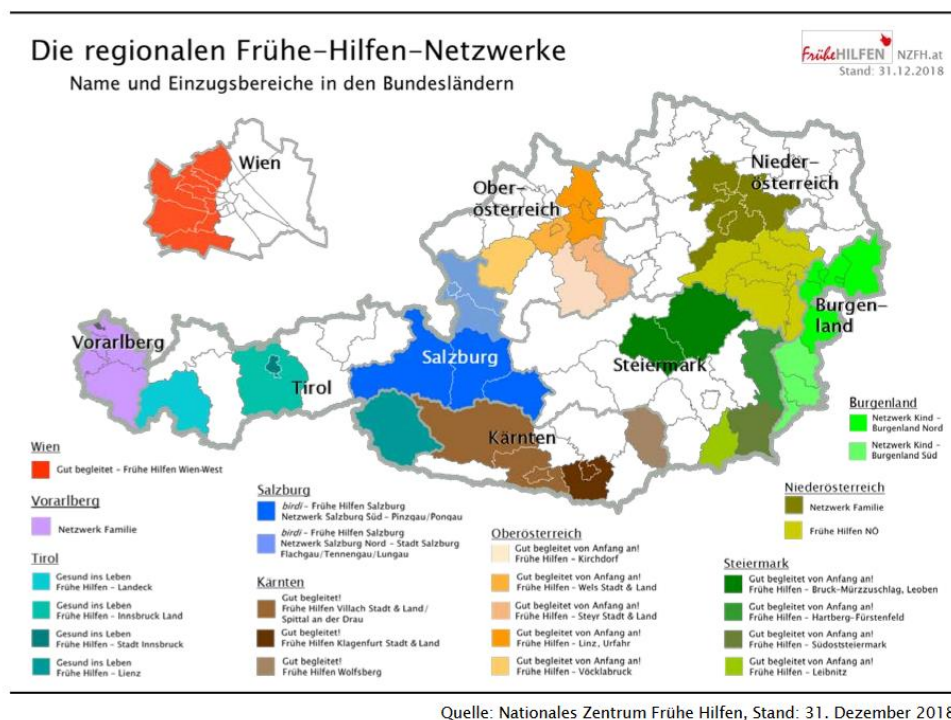 Die regionalen Frühe-Hilfen-Netzwerke
Name und Einzugsbereiche in den Bundesländern
FrüheHILFEN NZFH.at
Stand: 31.12.2018
Wien
Nieder-
österreich
Ober-
österreich
Burgen-
land
Vorarlberg
Salzburg
Steiermark
Tirol
Kärnten
Wien
Gut begleitet – Frühe Hilfen Wien-West
Vorarlberg
Netzwerk Familie
Tirol
Gesund ins Leben
Frühe Hilfen – Landeck
Gesund ins Leben
Frühe Hilfen – Innsbruck Land
Gesund ins Leben
Frühe Hilfen – Stadt Innsbruck
Gesund ins Leben
Frühe Hilfen – Lienz
Salzburg
birdi – Frühe Hilfen Salzburg
Netzwerk Salzburg Süd – Pinzgau/Pongau
birdi – Frühe Hilfen Salzburg
Netzwerk Salzburg Nord – Stadt Salzburg
Flachgau/Tennengau/Lungau
Kärnten
Gut begleitet!
Frühe Hilfen Villach Stadt & Land/
Spittal an der Drau
Gut begleitet!
Frühe Hilfen Klagenfurt Stadt & Land
Gut begleitet!
Frühe Hilfen Wolfsberg
Oberösterreich
Gut begleitet von Anfang an!
Frühe Hilfen – Kirchdorf
Gut begleitet von Anfang an!
Frühe Hilfen – Wels Stadt & Land
Gut begleitet von Anfang an!
Frühe Hilfen – Steyr Stadt & Land
Gut begleitet von Anfang an!
Frühe Hilfen – Linz, Urfahr
Gut begleitet von Anfang an!
Frühe Hilfen – Vöcklabruck
Burgenland
Netzwerk Kind –
Burgenland Nord
Netzwerk Kind –
Burgenland Süd
Niederösterreich
Netzwerk Familie
Frühe Hilfen NÖ
Steiermark
Gut begleitet von Anfang an!
Frühe Hilfen – Bruck-Mürzzuschlag, Leoben
Gut begleitet von Anfang an!
Frühe Hilfen – Hartberg-Fürstenfeld
Gut begleitet von Anfang an!
Frühe Hilfen – Südoststeiermark
Gut begleitet von Anfang an!
Frühe Hilfen – Leibnitz
Quelle: Nationales Zentrum Frühe Hilfen, Stand: 31. Dezember 2018